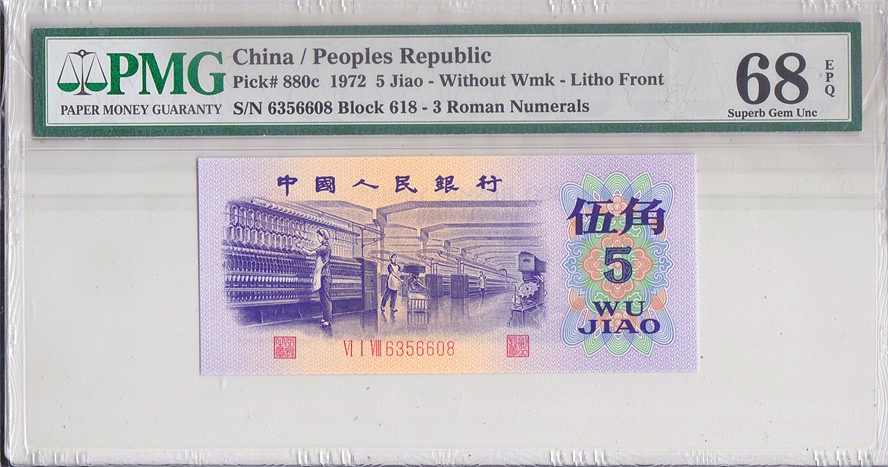 PMG
PAPER MONEY GUARANTY
China / Peoples Republic
Pick# 880c 1972 5 Jiao - Without Wmk - Litho Front
S/N 6356608 Block 618 - 3 Roman Numerals
68 EPQ
Superb Gem Unc
中國人民銀行
伍角
5
WU
JIAO
VI I VIII 6356608